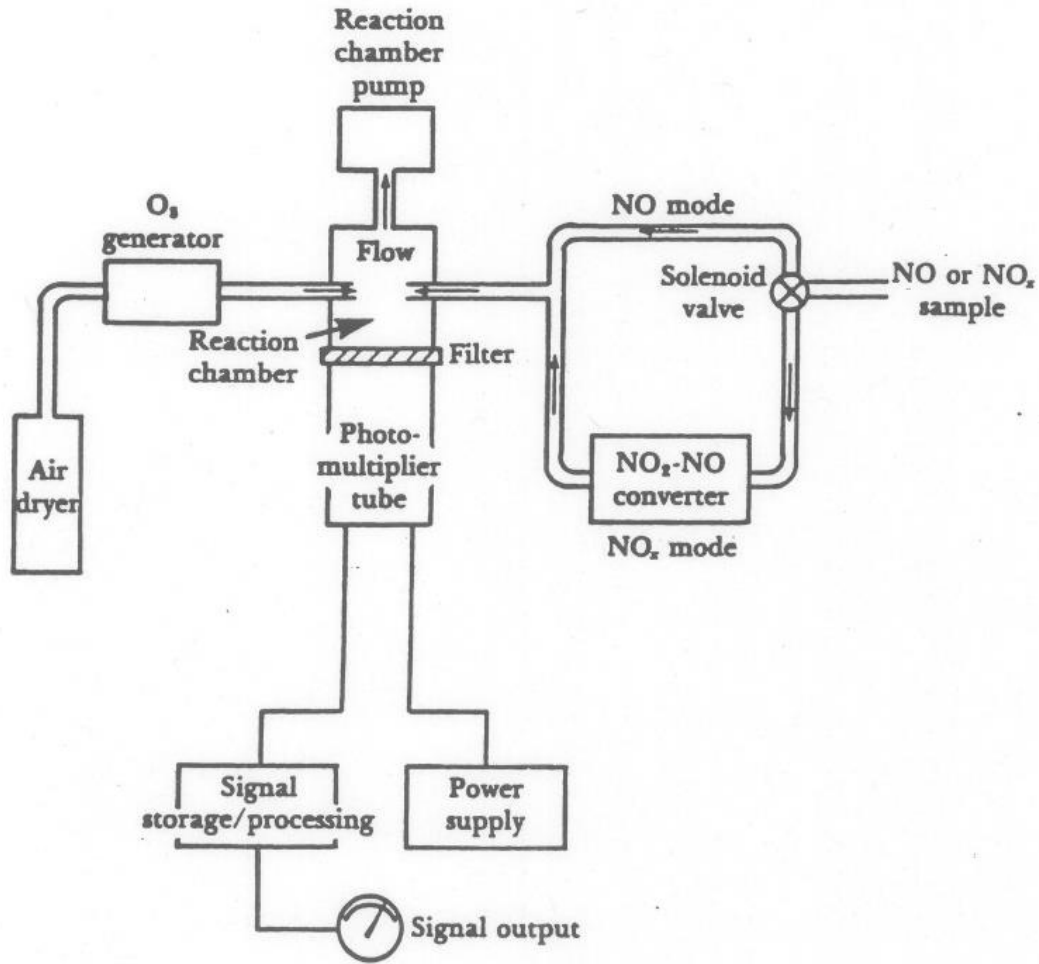 Reaction
chamber
pump
O₃
generator
Flow
NO mode
Solenoid
valve
NO or NOₓ
sample
Reaction
chamber
Filter
Air
dryer
Photo-
multiplier
tube
NO₂-NO
converter
NOₓ mode
Signal
storage/processing
Power
supply
Signal output